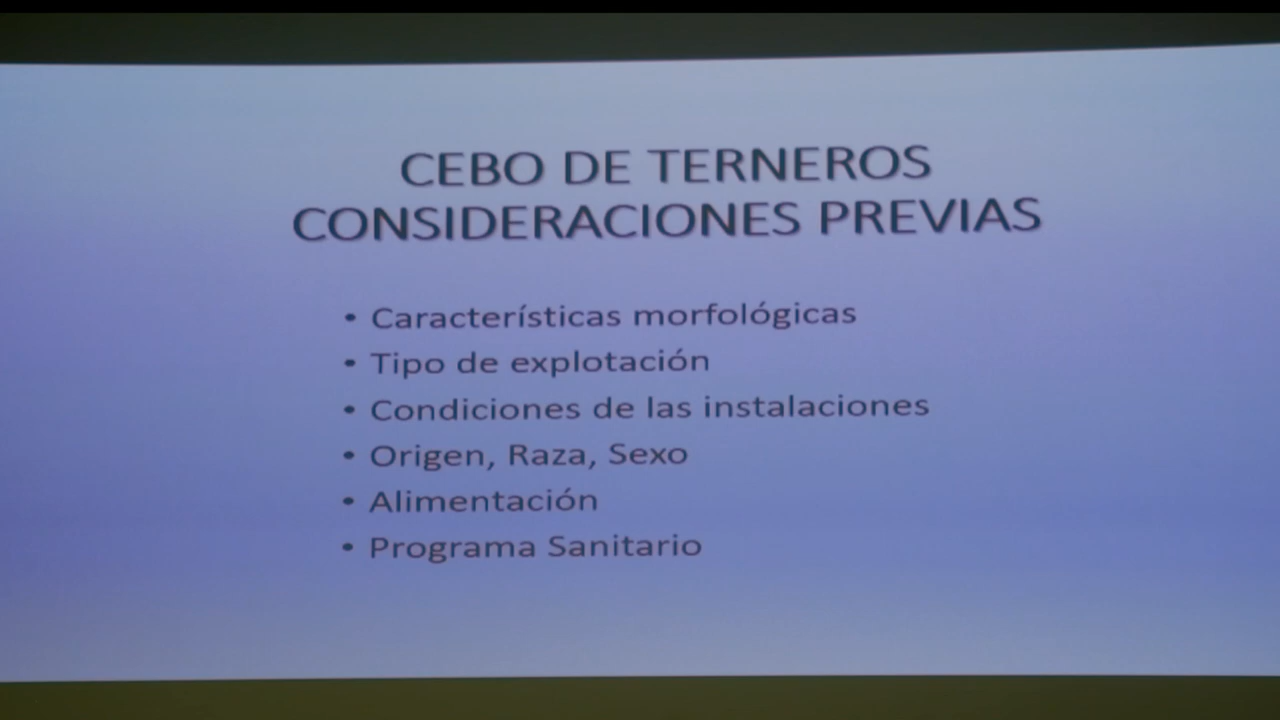 CEBO DE TERNEROS
CONSIDERACIONES PREVIAS
• Características morfológicas
• Tipo de explotación
• Condiciones de las instalaciones
• Origen, Raza, Sexo
• Alimentación
• Programa Sanitario